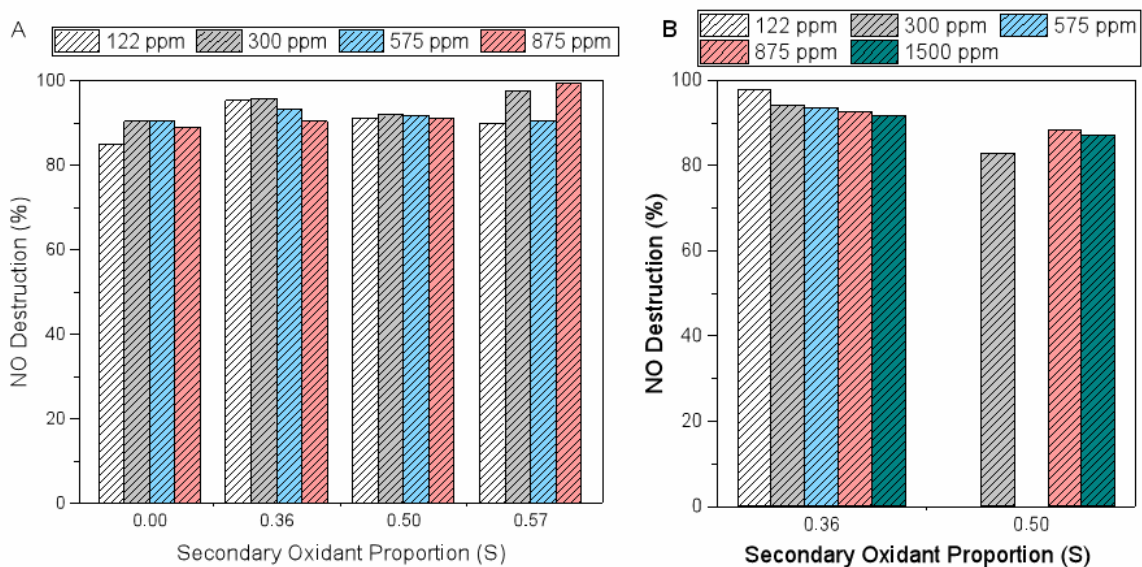 A
122 ppm 300 ppm 575 ppm 875 ppm
NO Destruction (%)
100
80
60
40
20
0
0.00 0.36 0.50 0.57
Secondary Oxidant Proportion (S)
B
122 ppm 300 ppm 575 ppm
875 ppm 1500 ppm
NO Destruction (%)
100
80
60
40
20
0
0.36 0.50
Secondary Oxidant Proportion (S)